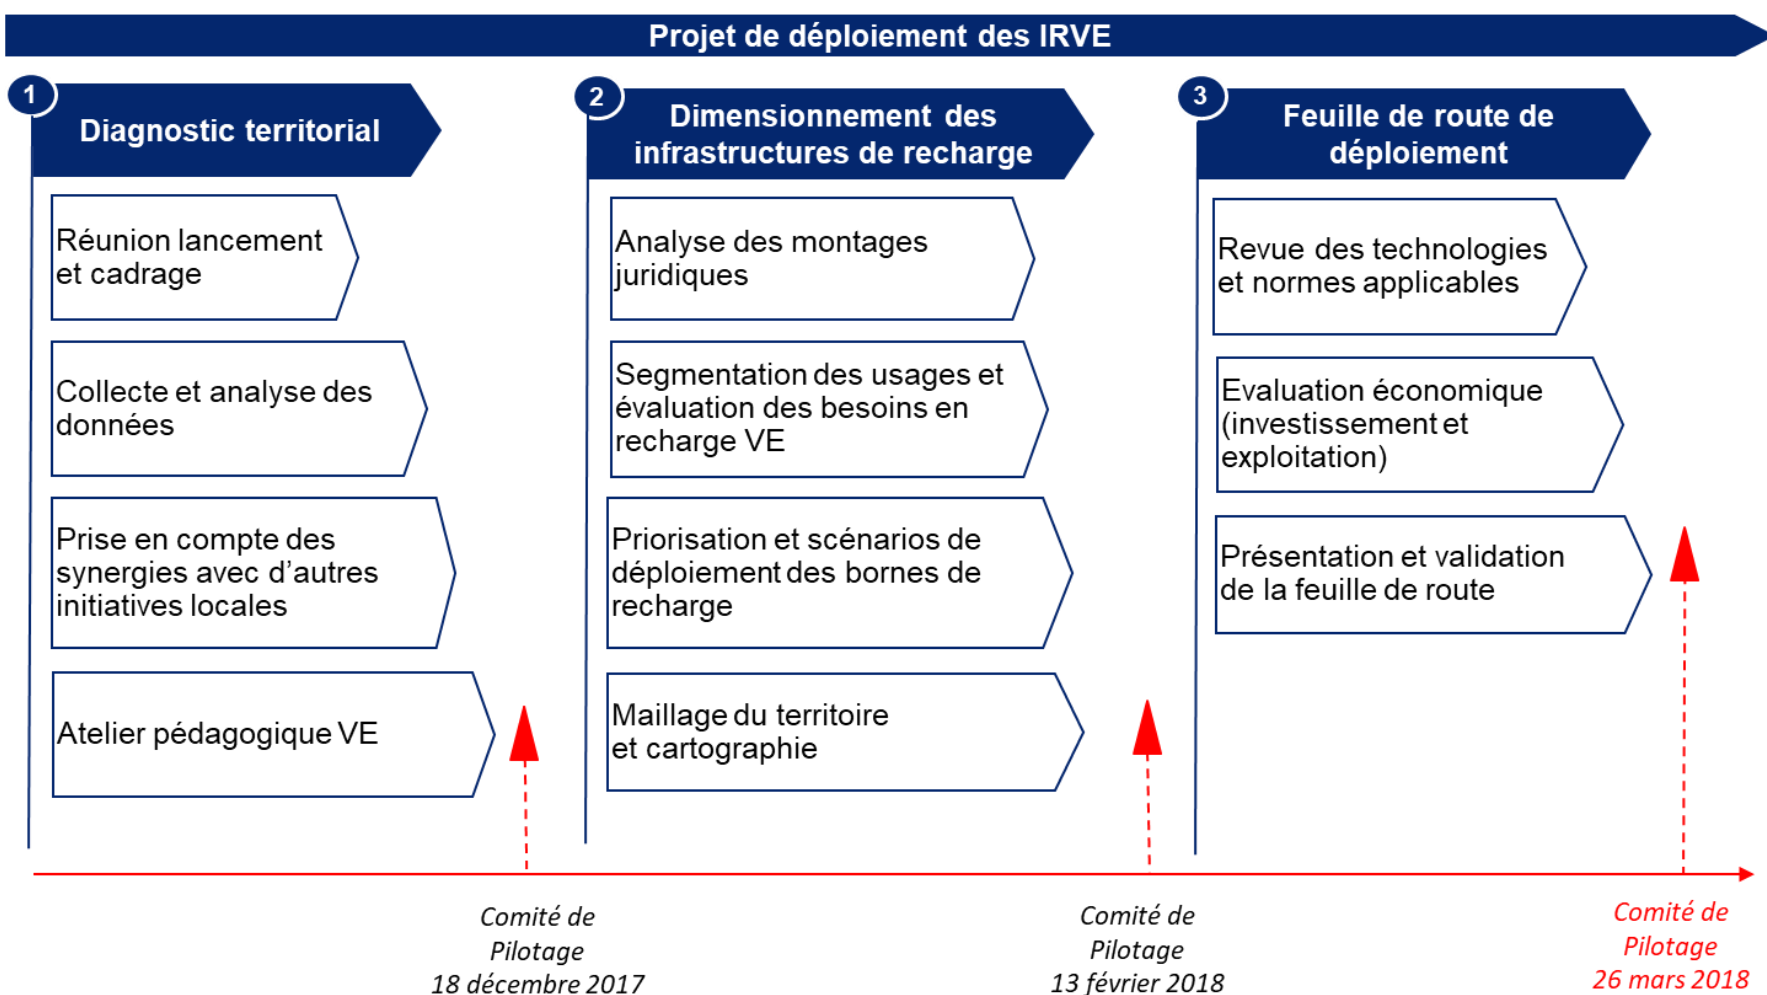 Projet de déploiement des IRVE
1
Diagnostic territorial
Réunion lancement
et cadrage
Collecte et analyse des
données
Prise en compte des
synergies avec d'autres
initiatives locales
Atelier pédagogique VE
2
Dimensionnement des
infrastructures de recharge
Analyse des montages
juridiques
Segmentation des usages et
évaluation des besoins en
recharge VE
Priorisation et scénarios de
déploiement des bornes de
recharge
Maillage du territoire
et cartographie
3
Feuille de route de
déploiement
Revue des technologies
et normes applicables
Evaluation économique
(investissement et
exploitation)
Présentation et validation
de la feuille de route
Comité de
Pilotage
18 décembre 2017
Comité de
Pilotage
13 février 2018
Comité de
Pilotage
26 mars 2018